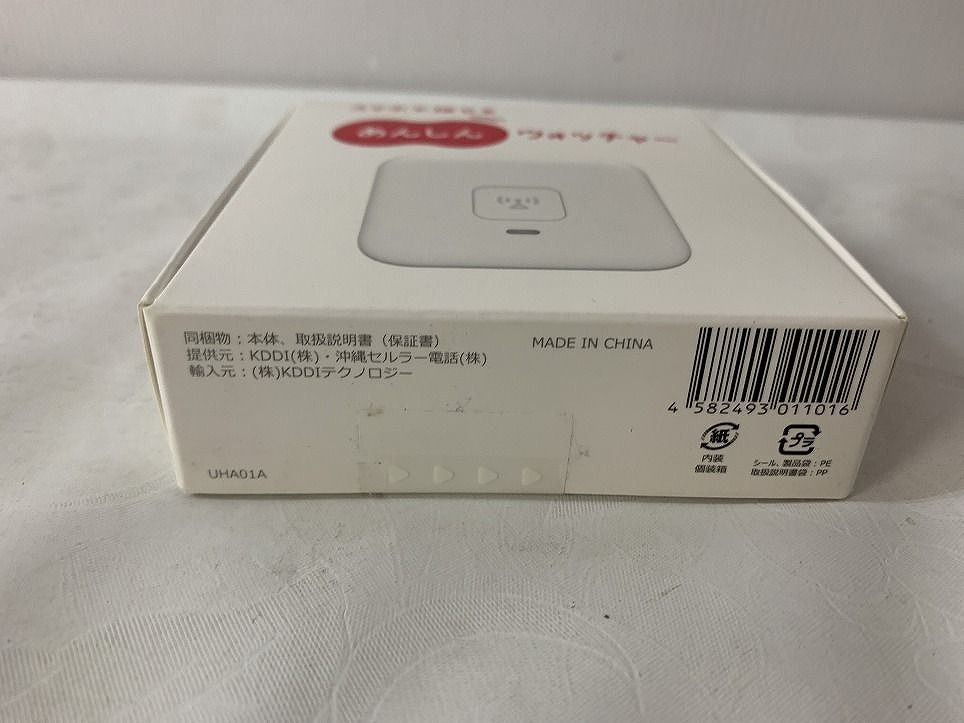 あんしん ウォッチャー
同梱物：本体、取扱説明書（保証書）
提供元：KDDI(株)・沖縄セルラー電話(株)
輸入元：(株)KDDIテクノロジー
UHA01A
MADE IN CHINA
4 582493 011016
紙
内装
個装箱
プラ
シール、製品袋：PE
取扱説明書袋：PP